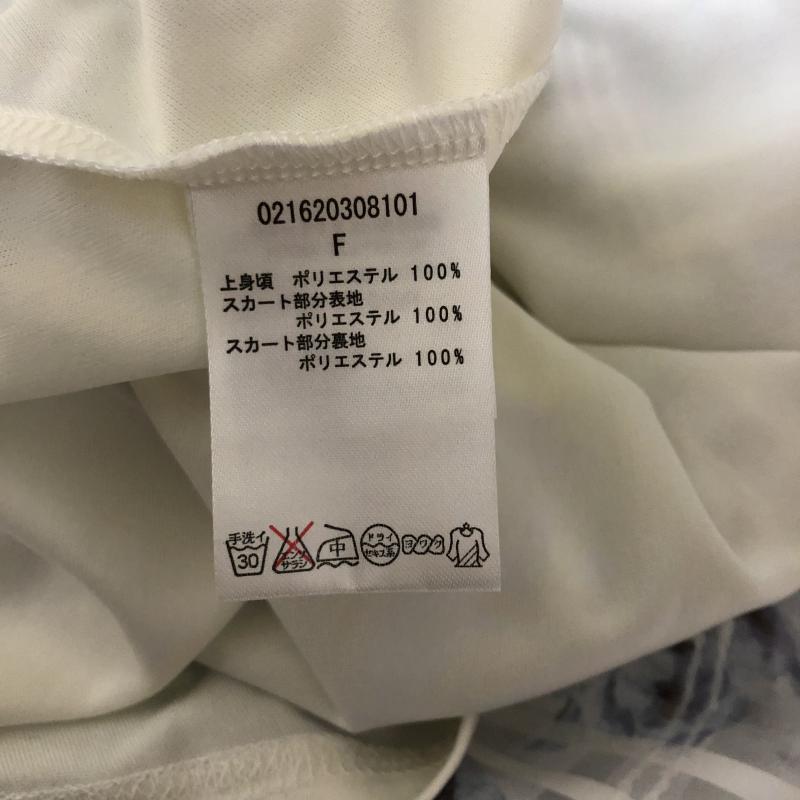 021620308101
F
上身頃 ポリエステル 100%
スカート部分表地
ポリエステル 100%
スカート部分裏地
ポリエステル 100%
手洗イ 30 エンソ サラシ 中 ドライ セキユ系 ヨワク